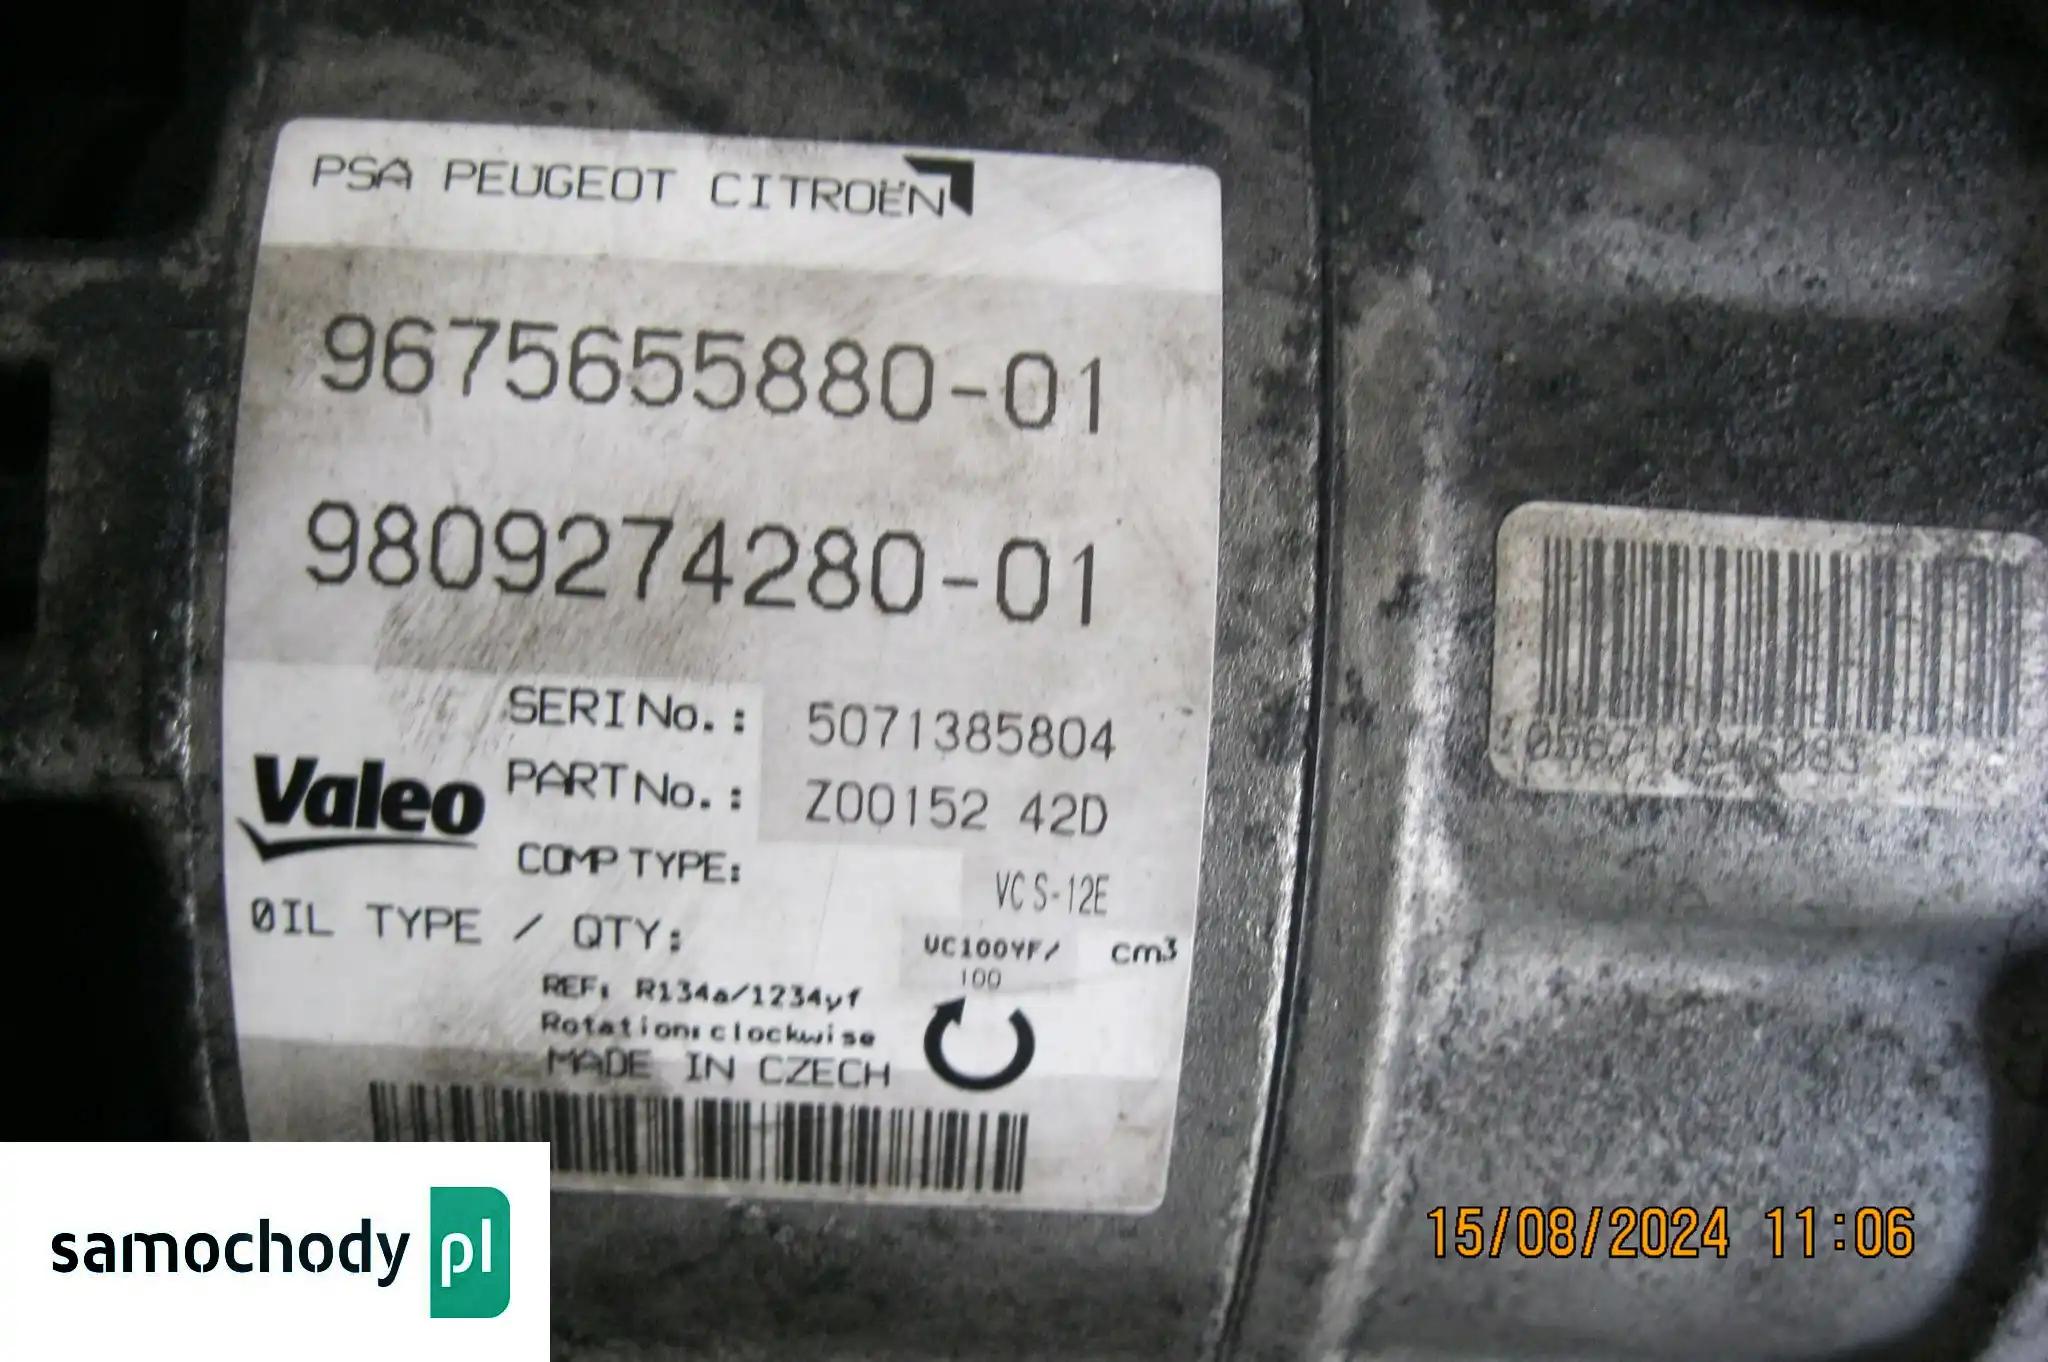 PSA PEUGEOT CITROËN
9675655880-01
9809274280-01
SERI No. : 5071385804
PART No. : Z00152 42D
Valeo
COMP TYPE: VC S-12E
OIL TYPE / QTY: VC100YF/ cm3
100
REF: R134a/1234yf
Rotation:clockwise
MADE IN CZECH
samochody pl
15/08/2024 11:06